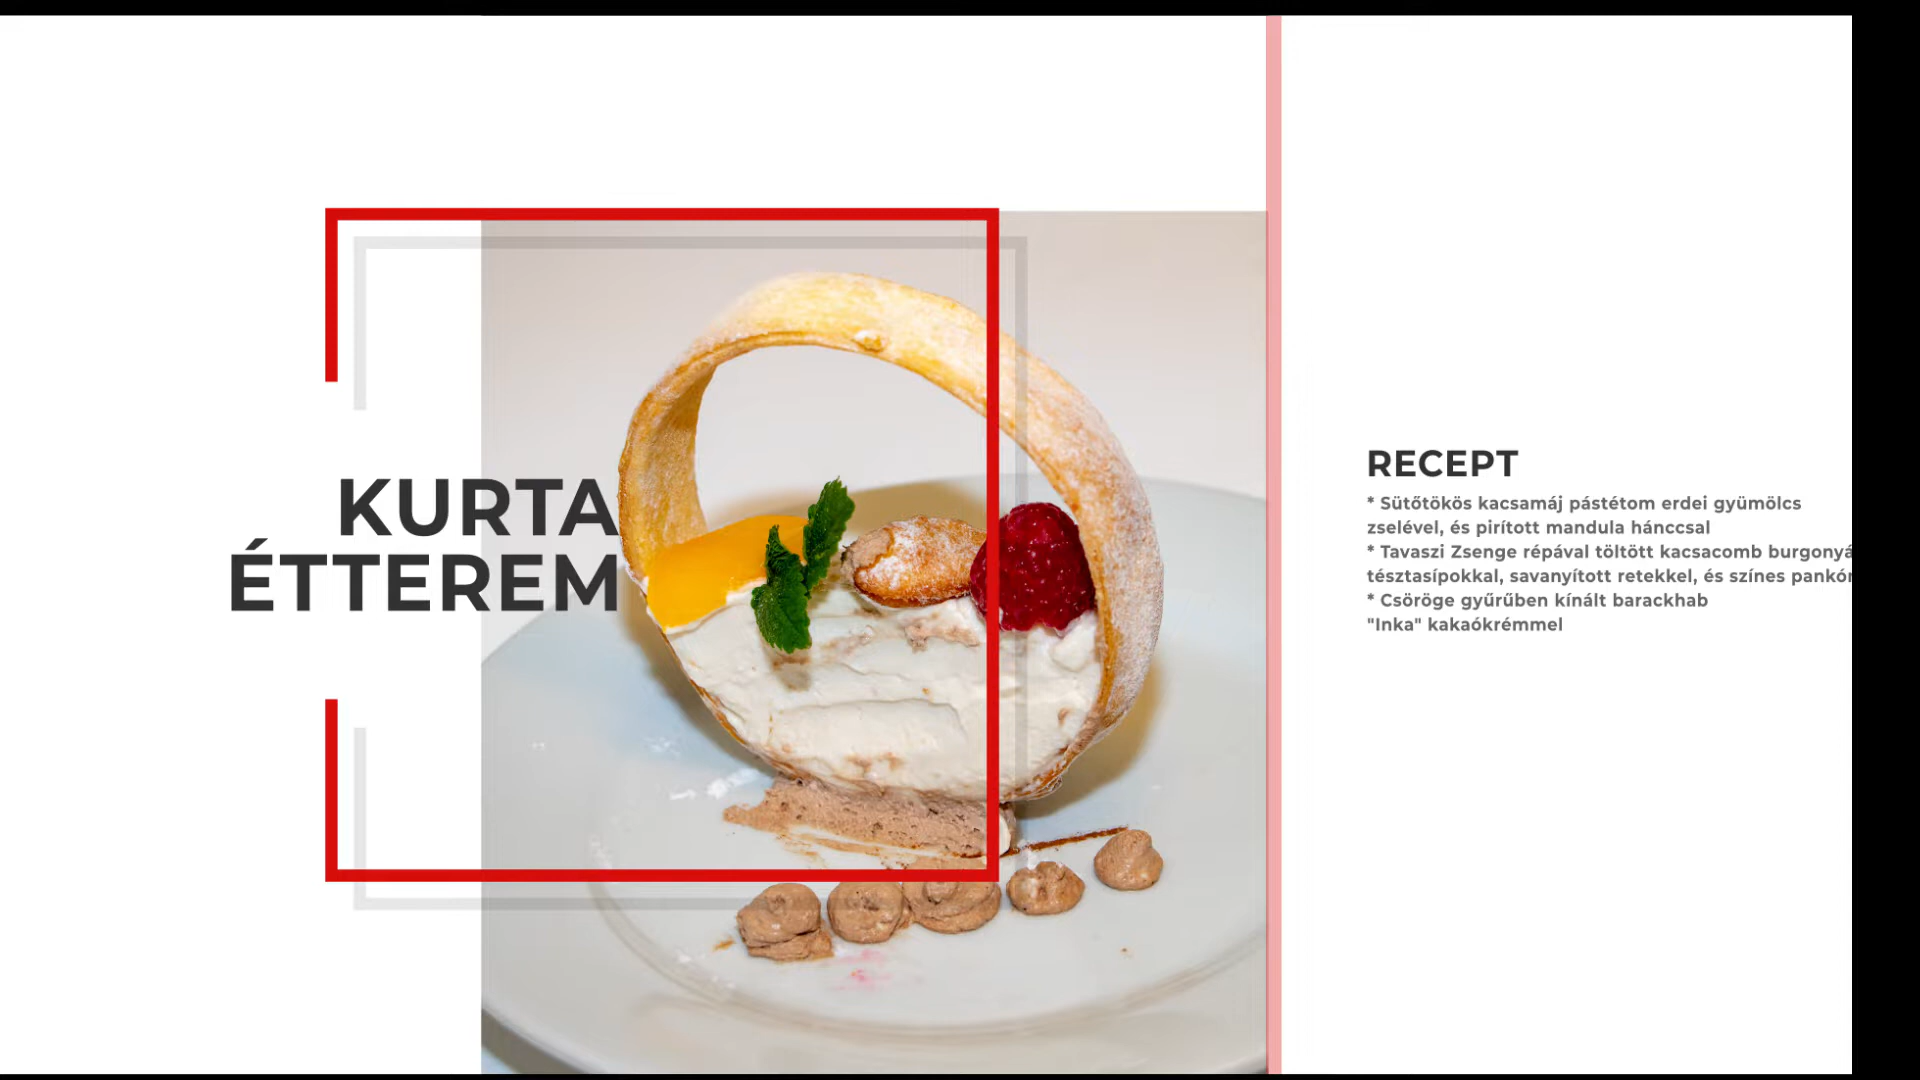 KURTA
ÉTTEREM
RECEPT
* Sütőtökös kacsamáj pástétom erdei gyümölcs
zselével, és pirított mandula hánccsal
* Tavaszi Zsenge répával töltött kacsacomb burgonyá
tésztasípokkal, savanyított retekkel, és színes
* Csöröge gyűrűben kínált barackhab
"Inka" kakaókrémmel